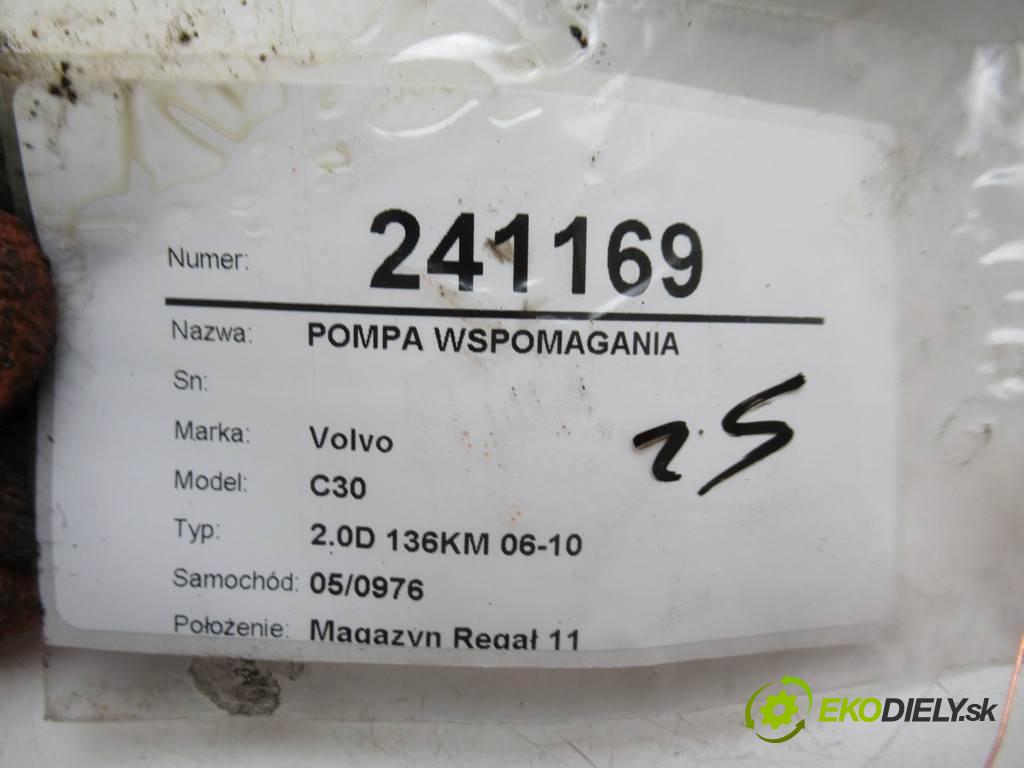 Numer: 241169
Nazwa: POMPA WSPOMAGANIA
Sn:
25
Marka: Volvo
Model: C30
Typ: 2.0D 136KM 06-10
Samochód: 05/0976
Położenie: Magazyn Regał 11
EKODIELY.sk